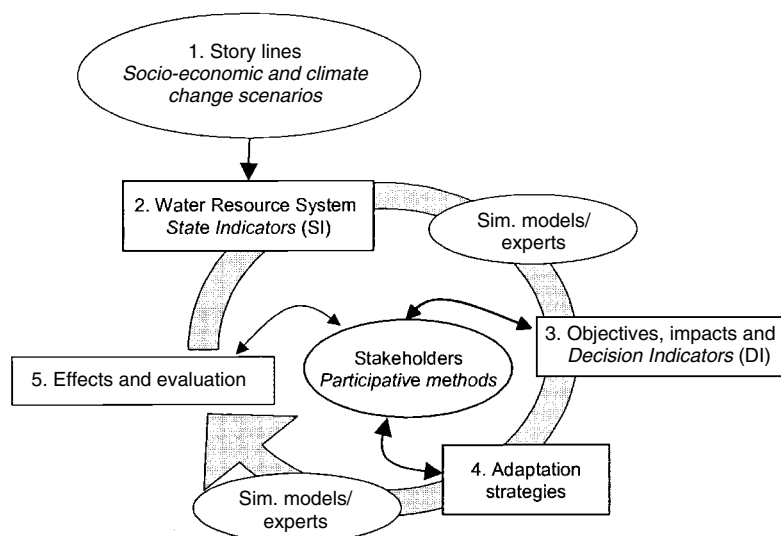 1. Story lines
Socio-economic and climate
change scenarios
2. Water Resource System
State Indicators (SI)
Sim. models/
experts
3. Objectives, impacts and
Decision Indicators (DI)
Stakeholders
Participative methods
5. Effects and evaluation
4. Adaptation
strategies
Sim. models/
experts